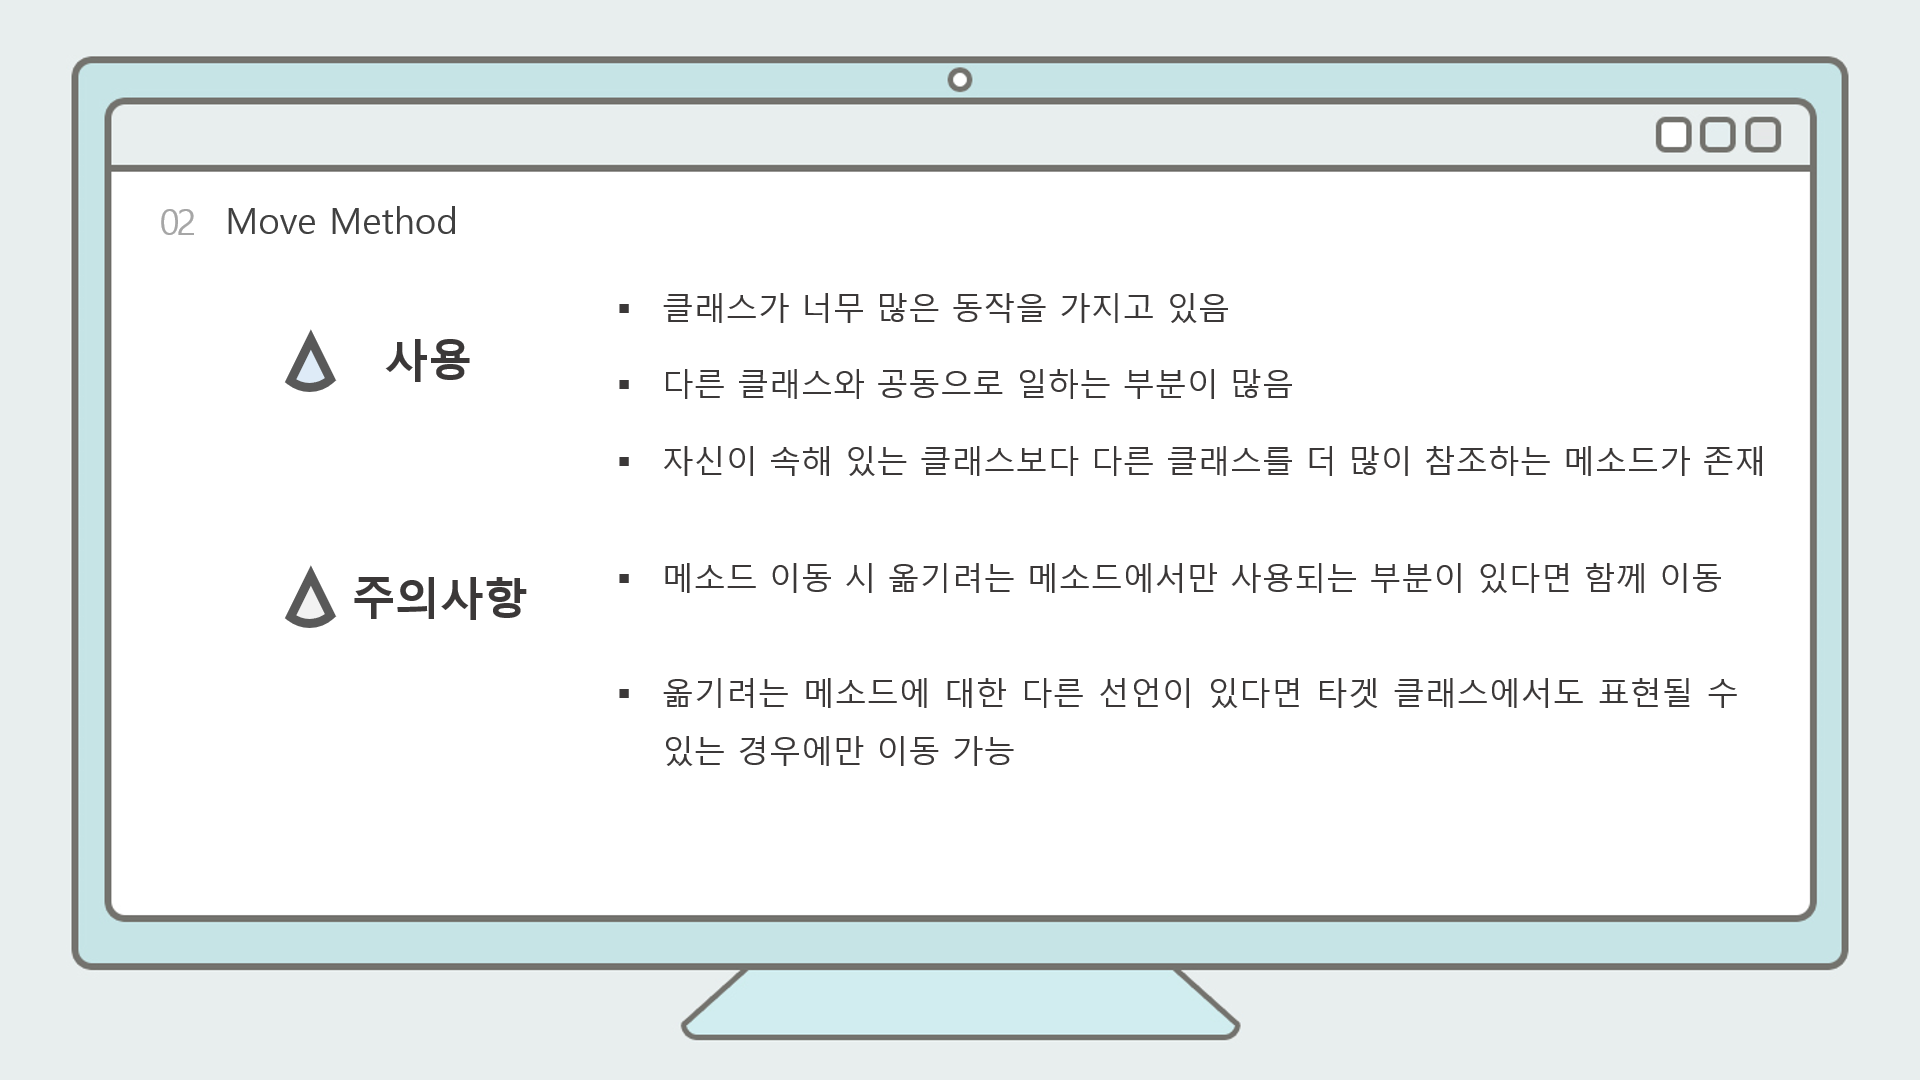 02 Move Method
사용
클래스가 너무 많은 동작을 가지고 있음
다른 클래스와 공동으로 일하는 부분이 많음
자신이 속해 있는 클래스보다 다른 클래스를 더 많이 참조하는 메소드가 존재
주의사항
메소드 이동 시 옮기려는 메소드에서만 사용되는 부분이 있다면 함께 이동
옮기려는 메소드에 대한 다른 선언이 있다면 타겟 클래스에서도 표현될 수
있는 경우에만 이동 가능